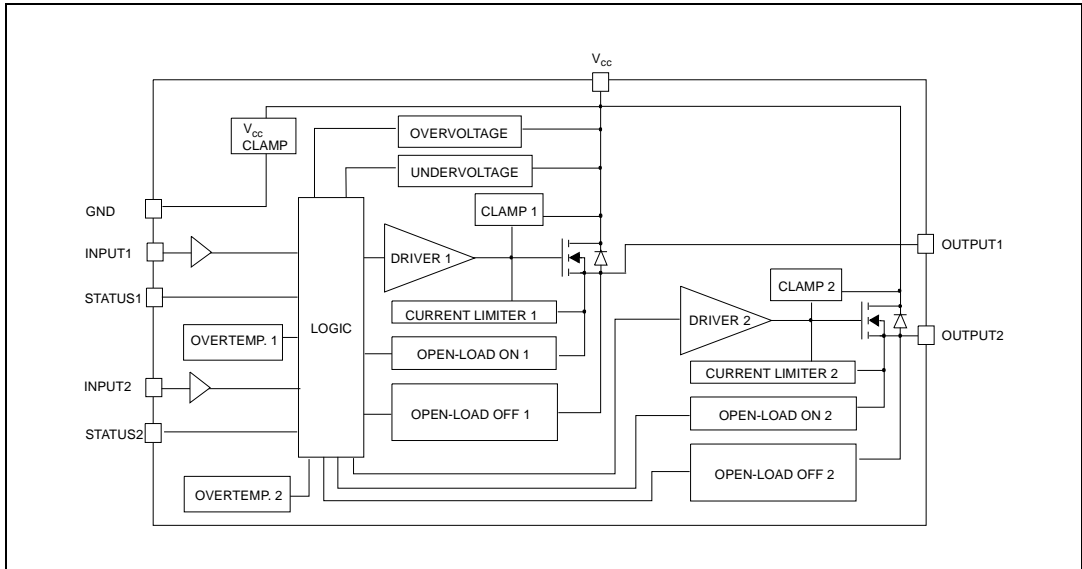 Vcc
Vcc
CLAMP
OVERVOLTAGE
UNDERVOLTAGE
GND
CLAMP 1
INPUT1
DRIVER 1
OUTPUT1
CLAMP 2
STATUS1
CURRENT LIMITER 1
LOGIC
DRIVER 2
OVERTEMP. 1
OUTPUT2
OPEN-LOAD ON 1
CURRENT LIMITER 2
INPUT2
OPEN-LOAD OFF 1
OPEN-LOAD ON 2
STATUS2
OPEN-LOAD OFF 2
OVERTEMP. 2